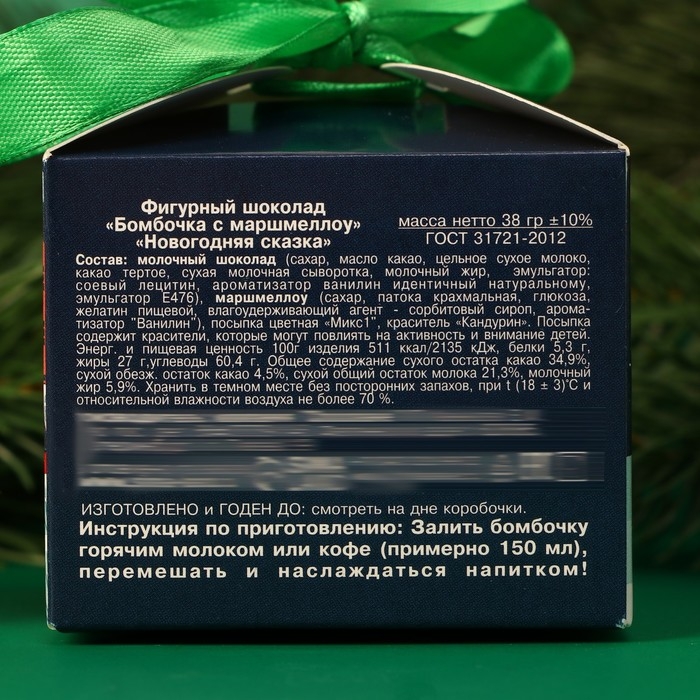 Фигурный шоколад
«Бомбочка с маршмеллоу»
«Новогодняя сказка»
масса нетто 38 гр ±10%
ГОСТ 31721-2012
Состав: молочный шоколад (сахар, масло какао, цельное сухое молоко,
какао тертое, сухая молочная сыворотка, молочный жир, эмульгатор:
соевый лецитин, ароматизатор ванилин идентичный натуральному,
эмульгатор Е476), маршмеллоу (сахар, патока крахмальная, глюкоза,
желатин пищевой, влагоудерживающий агент - сорбитовый сироп, арома-
тизатор "Ванилин"), посыпка цветная «Микс1", краситель «Кандурин». Посыпка
содержит красители, которые могут повлиять на активность и внимание детей.
Энерг. и пищевая ценность 100г изделия 511 ккал/2135 кДж, белки 5,3 г,
жиры 27 г,углеводы 60,4 г. Общее содержание сухого остатка какао 34,9%,
сухой обезж. остаток какао 4,5%, сухой общий остаток молока 21,3%, молочный
жир 5,9%. Хранить в темном месте без посторонних запахов, при t (18 ± 3)°С и
относительной влажности воздуха не более 70 %.
ИЗГОТОВЛЕНО и ГОДЕН ДО: смотреть на дне коробочки.
Инструкция по приготовлению: Залить бомбочку
горячим молоком или кофе (примерно 150 мл),
перемешать и наслаждаться напитком!